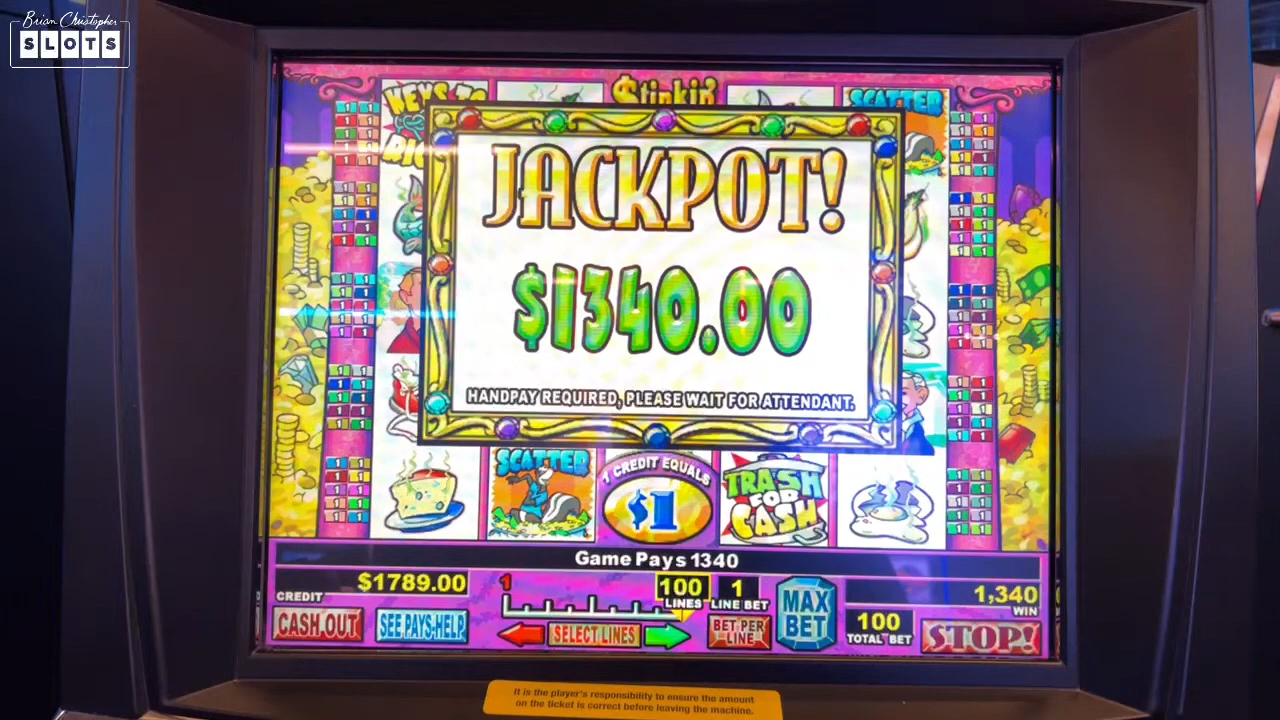 Brian Christopher
SLOTS
KEYS TO
Stinkin'
SCATTER
JACKPOT!
$1340.00
HANDPAY REQUIRED, PLEASE WAIT FOR ATTENDANT.
SCATTER
1 CREDIT EQUALS
$1
TRASH
FOR
CASH
Game Pays 1340
$1789.00
CREDIT
1
100
LINES
1
LINE BET
MAX
BET
100
TOTAL BET
1,340
WIN
CASH OUT
SEE PAYS-HELP
SELECT LINES
BET PER
LINE
STOP!
It is the player's responsibility to ensure the amount
on the ticket is correct before leaving the machine.